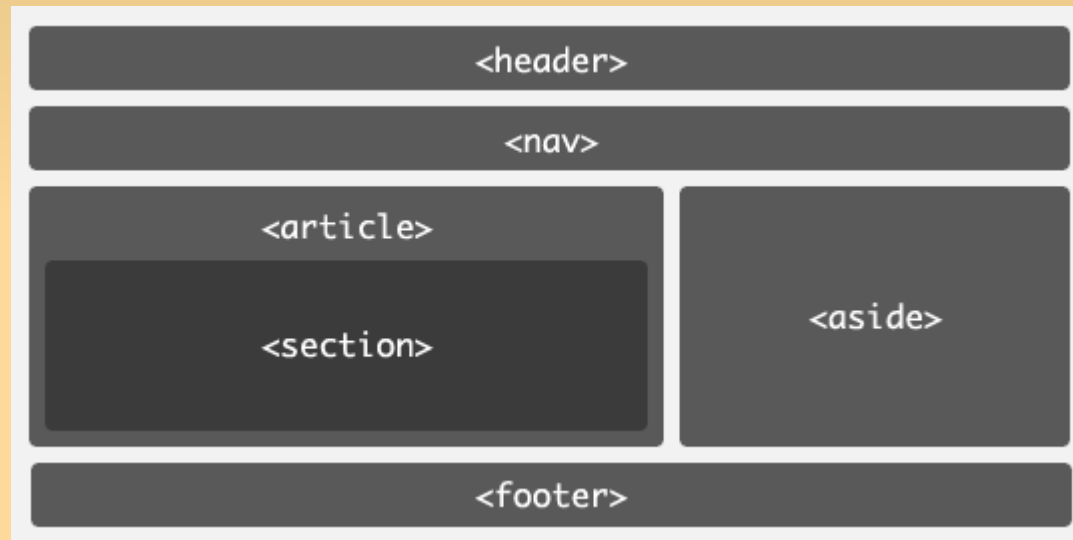 <header>
<nav>
<article>
<section>
<aside>
<footer>